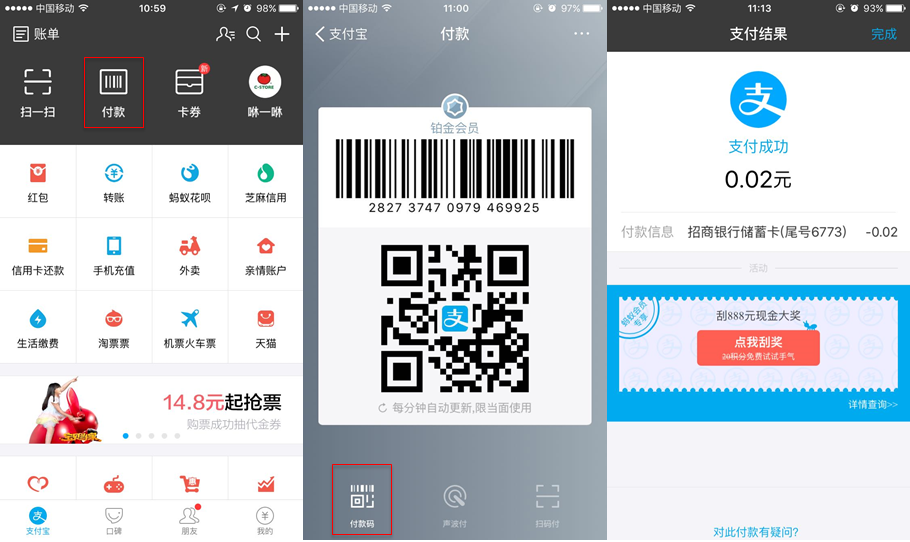 中国移动 10:59 98%
账单
扫一扫 付款 卡券 咻一咻
新
C-STORE
红包 转账 蚂蚁花呗 芝麻信用
信用卡还款 手机充值 外卖 亲情账户
生活缴费 淘票票 机票火车票 天猫
14.8元起抢票
购票成功抽代金券
支付宝 口碑 朋友 我的
中国移动 11:00 97%
支付宝 付款
铂金会员
2827 3747 0979 469925
支
每分钟自动更新,限当面使用
付款码 声波付 扫码付
中国移动 11:13 93%
支付结果 完成
支
支付成功
0.02元
付款信息 招商银行储蓄卡(尾号6773) -0.02
活动
蚂蚁会员
专享
刮888元现金大奖
点我刮奖
20积分免费试试手气
详情查询>>
对此付款有疑问?